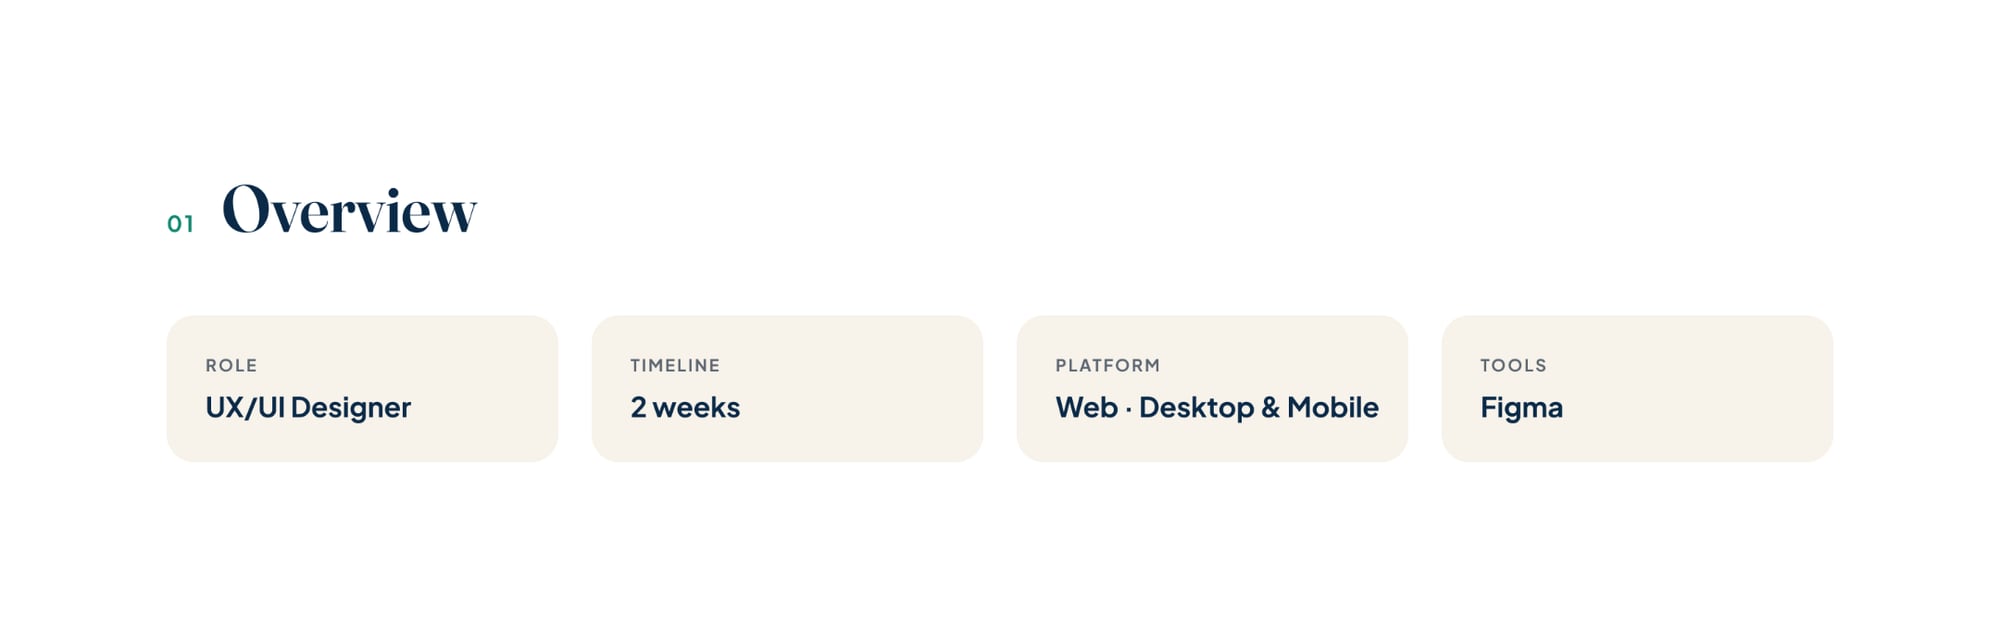 01 Overview
ROLE
UX/UI Designer
TIMELINE
2 weeks
PLATFORM
Web · Desktop & Mobile
TOOLS
Figma